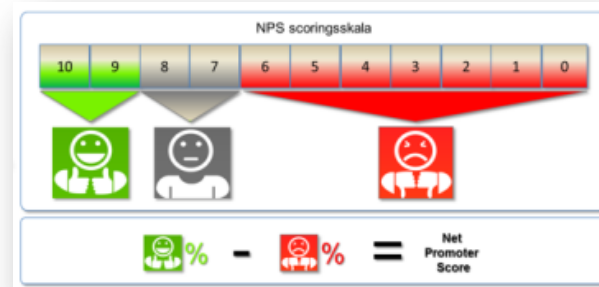 NPS scoringsskala
10 9 8 7 6 5 4 3 2 1 0
% - % = Net
Promoter
Score